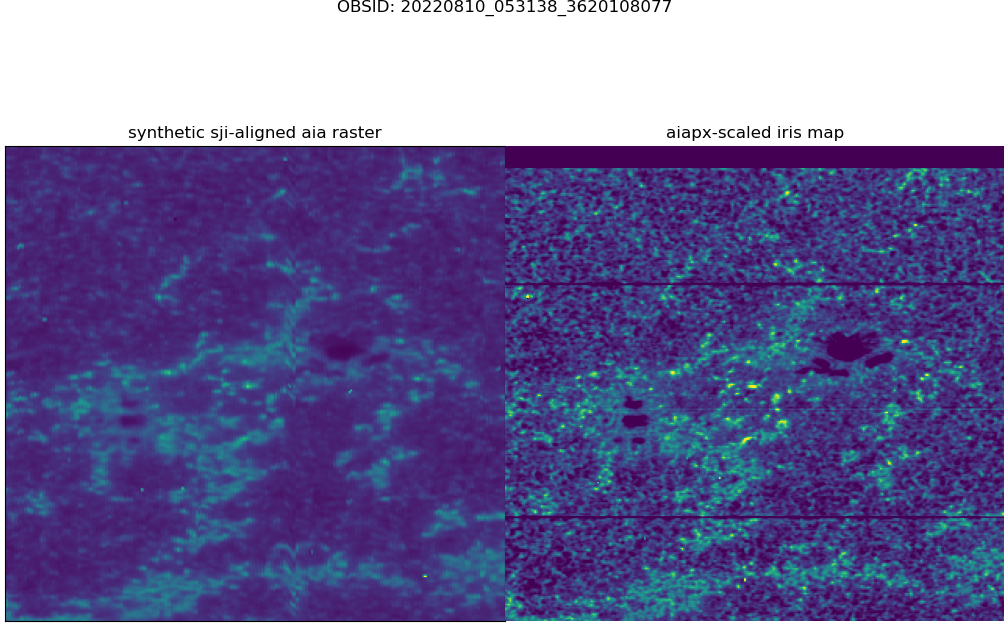 OBSID: 20220810_053138_3620108077
synthetic sji-aligned aia raster
aiapx-scaled iris map